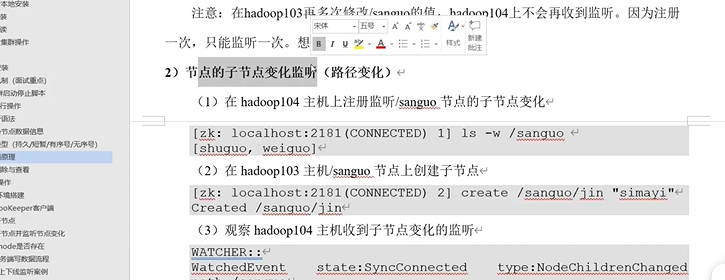 本地安装
读
集群操作
安装
制（面试重点）
群启动停止脚本
行操作
语法
节点数据信息
型（持久/短暂/有序号/无序号）
原理
除与查看
操作
环境搭建
ooKeeper客户端
子节点
子节点并监听节点变化
node是否存在
务端写数据流程
上下线监听案例
注意：在hadoop103再多次修改/sanguo的值，hadoop104上不会再收到监听。因为注册
一次，只能监听一次。想
宋体 五号
样式 新建批注
2）节点的子节点变化监听（路径变化）
（1）在 hadoop104 主机上注册监听/sanguo 节点的子节点变化
[zk: localhost:2181(CONNECTED) 1] ls -w /sanguo
[shuguo, weiguo]
（2）在 hadoop103 主机/sanguo 节点上创建子节点
[zk: localhost:2181(CONNECTED) 2] create /sanguo/jin "simayi"
Created /sanguo/jin
（3）观察 hadoop104 主机收到子节点变化的监听
WATCHER::
WatchedEvent state:SyncConnected type:NodeChildrenChanged